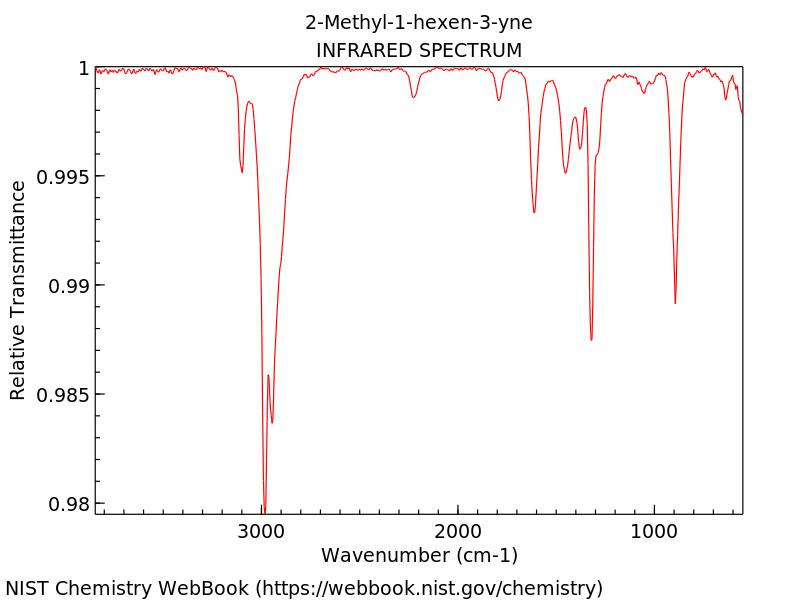 2-Methyl-1-hexen-3-yne
INFRARED SPECTRUM
1
0.995
0.99
0.985
0.98
Relative Transmittance
3000 2000 1000
Wavenumber (cm-1)
NIST Chemistry WebBook (https://webbook.nist.gov/chemistry)